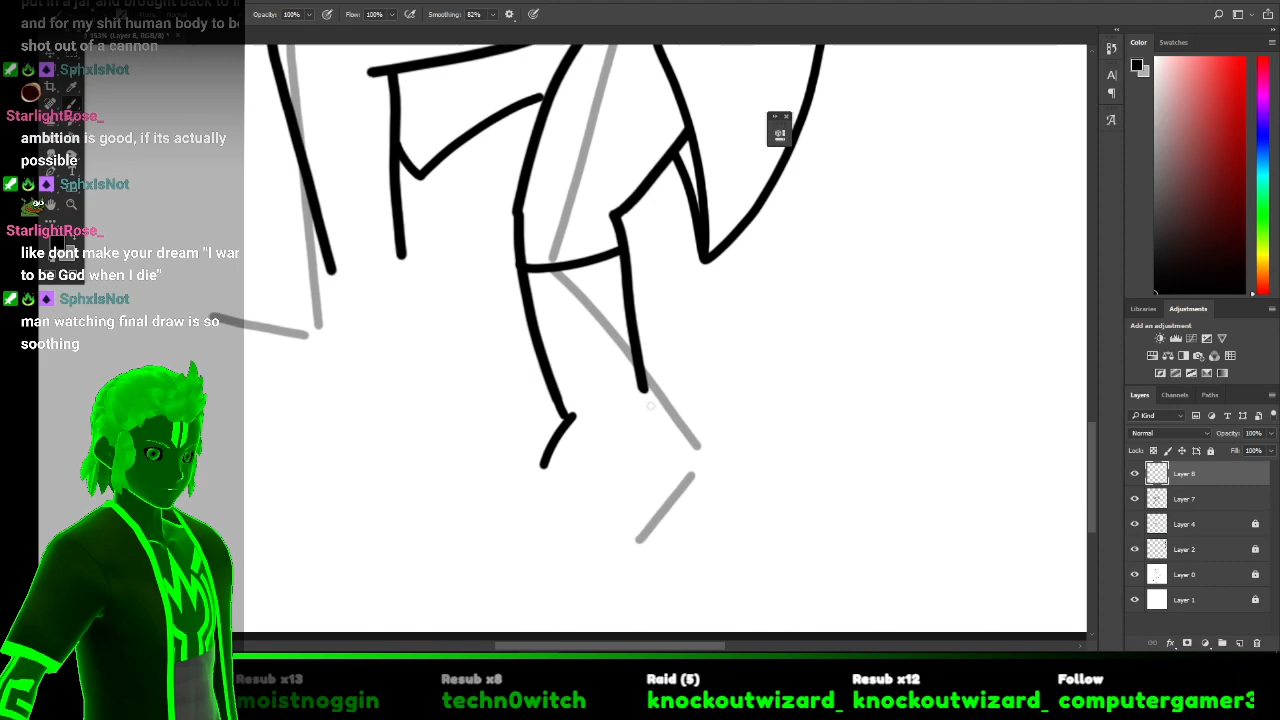 Opacity: 100% Flow: 100% Smoothing: 82%
and for my shit human body to be
shot out of a cannon
SphxIsNot
StarlightRose_
ambition is good, if its actually
possible
SphxIsNot
StarlightRose_
like dont make your dream "I wan
to be God when I die"
SphxIsNot
man watching final draw is so
soothing
Color Swatches
Libraries Adjustments
Add an adjustment
Layers Channels Paths
Kind
Normal Opacity: 100%
Lock: Fill: 100%
Layer 8
Layer 7
Layer 4
Layer 2
Layer 0
Layer 1
Resub x13 Resub x8 Raid (5) Resub x12 Follow
moistnoggin techn0witch knockoutwizard_ knockoutwizard_ computergamer3